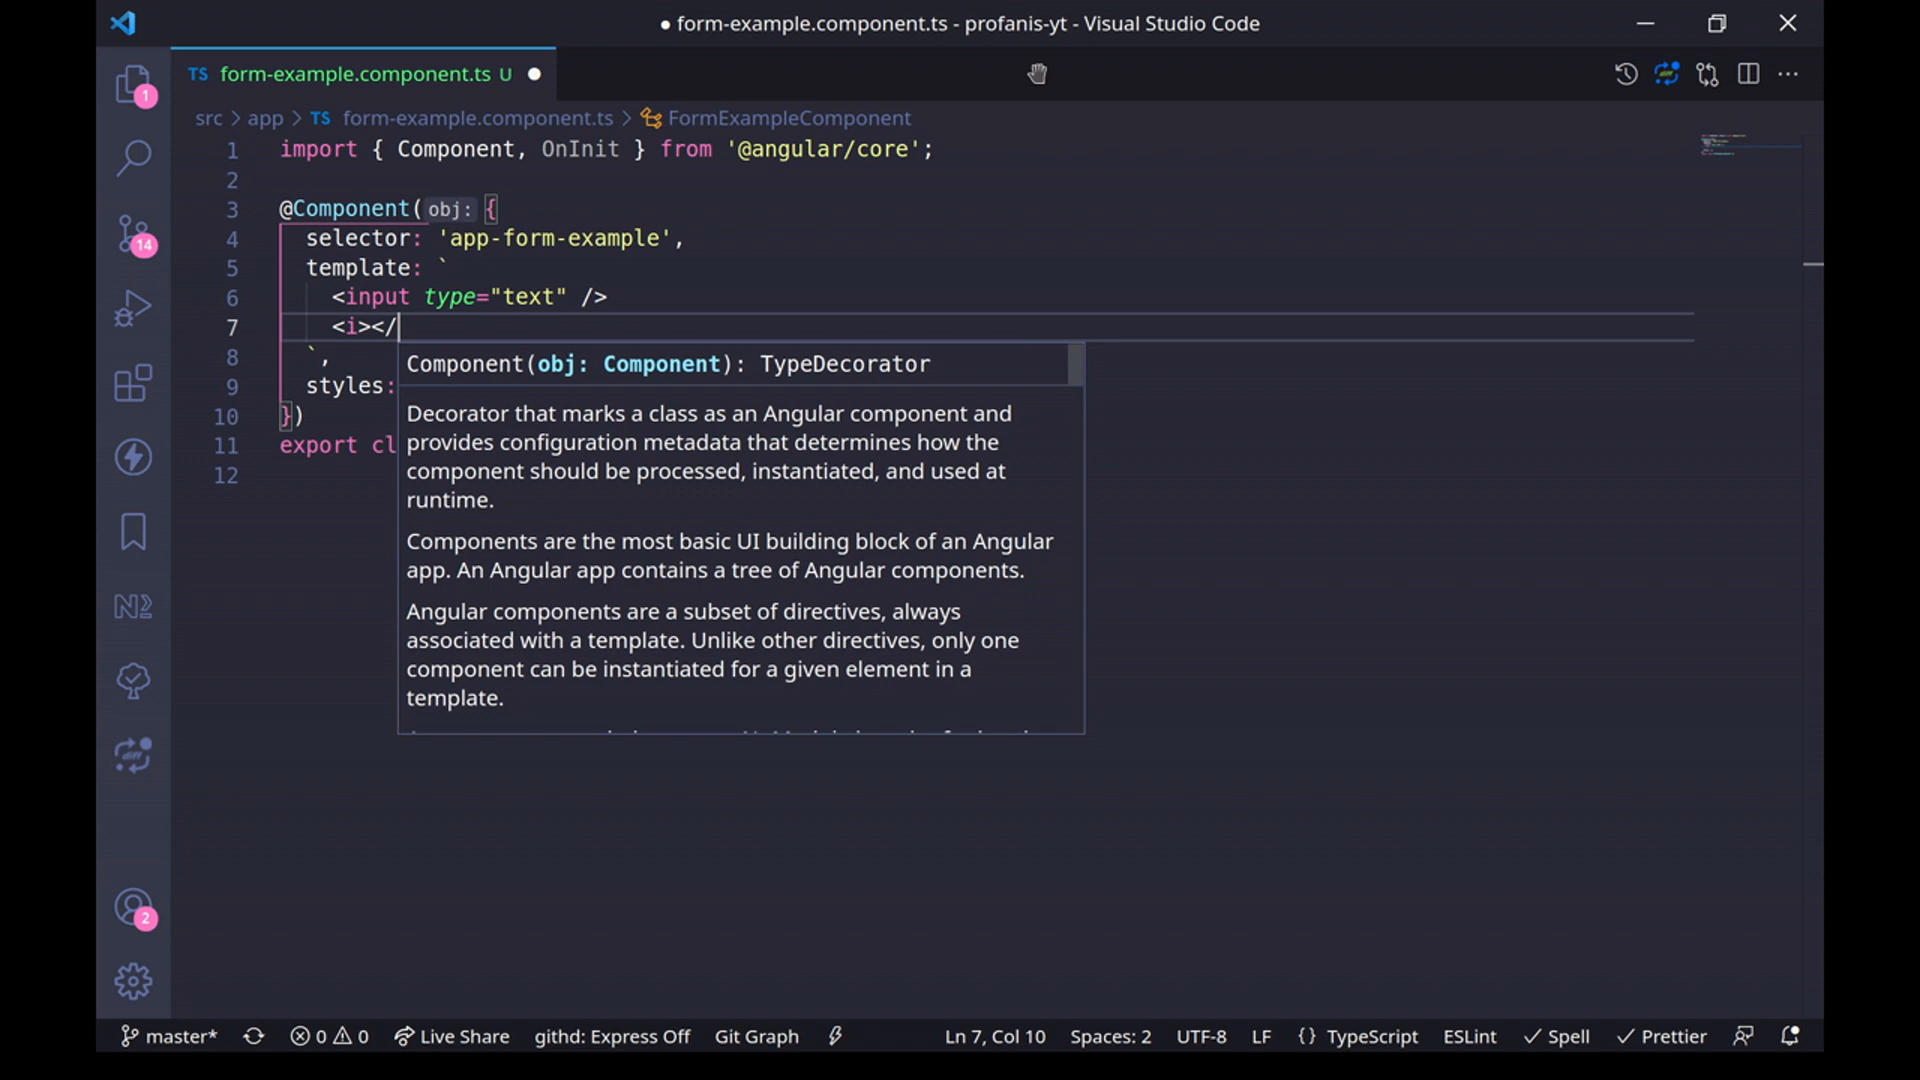 ● form-example.component.ts - profanis-yt - Visual Studio Code
TS form-example.component.ts U ●
src > app > TS form-example.component.ts > FormExampleComponent
1 import { Component, OnInit } from '@angular/core';
2
3 @Component(obj: {
4 selector: 'app-form-example',
5 template: `
6 <input type="text" />
7 <i></
8 `,
9 styles:
10 })
11 export cl
12
Component(obj: Component): TypeDecorator
Decorator that marks a class as an Angular component and
provides configuration metadata that determines how the
component should be processed, instantiated, and used at
runtime.
Components are the most basic UI building block of an Angular
app. An Angular app contains a tree of Angular components.
Angular components are a subset of directives, always
associated with a template. Unlike other directives, only one
component can be instantiated for a given element in a
template.
1
14
2
master* 0 0 Live Share githd: Express Off Git Graph Ln 7, Col 10 Spaces: 2 UTF-8 LF {} TypeScript ESLint ✓ Spell ✓ Prettier